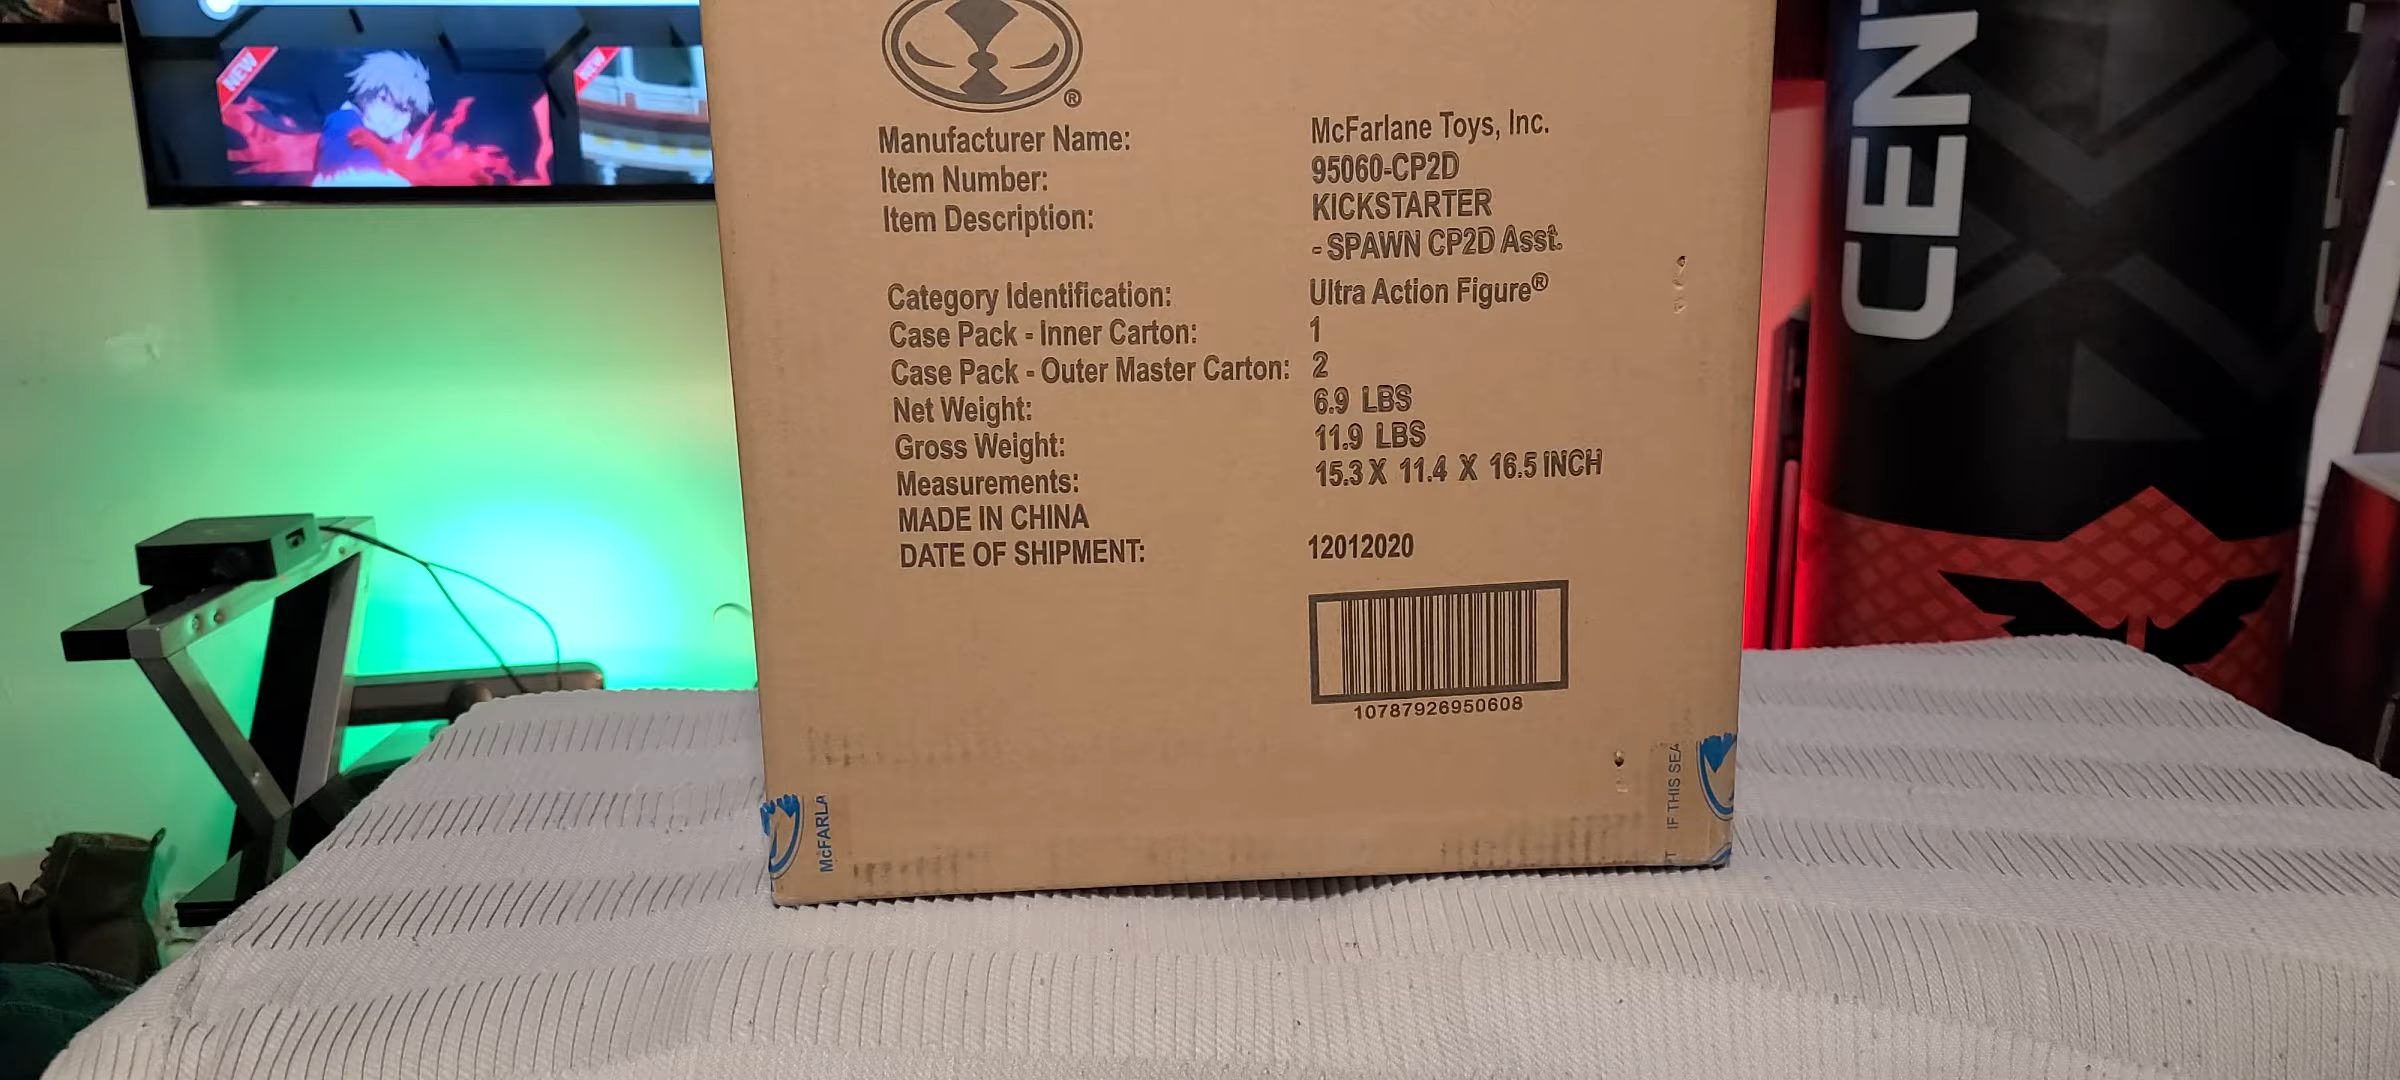 NEW
NEW
®
Manufacturer Name: McFarlane Toys, Inc.
Item Number: 95060-CP2D
Item Description: KICKSTARTER
- SPAWN CP2D Asst.
Category Identification: Ultra Action Figure®
Case Pack - Inner Carton: 1
Case Pack - Outer Master Carton: 2
Net Weight: 6.9 LBS
Gross Weight: 11.9 LBS
Measurements: 15.3 X 11.4 X 16.5 INCH
MADE IN CHINA
DATE OF SHIPMENT: 12012020
10787926950608
McFARLA
IF THIS SEA
CEN